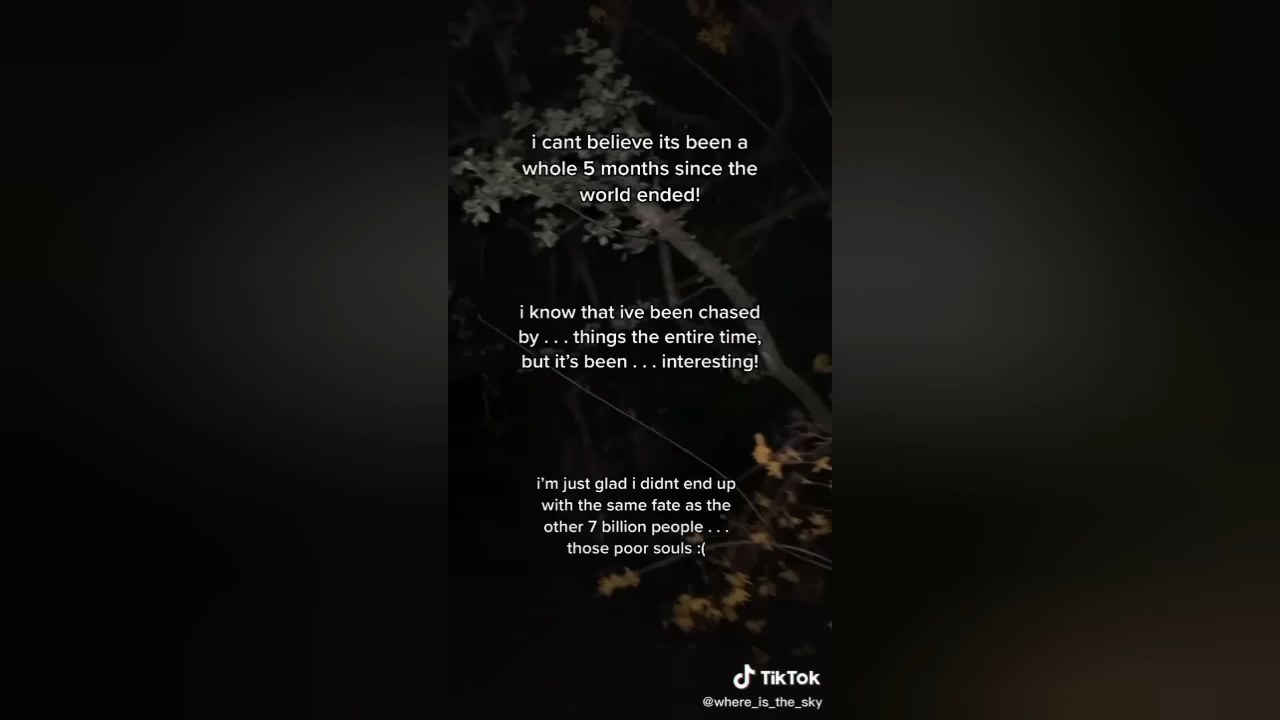 i cant believe its been a
whole 5 months since the
world ended!
i know that ive been chased
by . . . things the entire time,
but it’s been . . . interesting!
i’m just glad i didnt end up
with the same fate as the
other 7 billion people . . .
those poor souls :(
TikTok
@where_is_the_sky